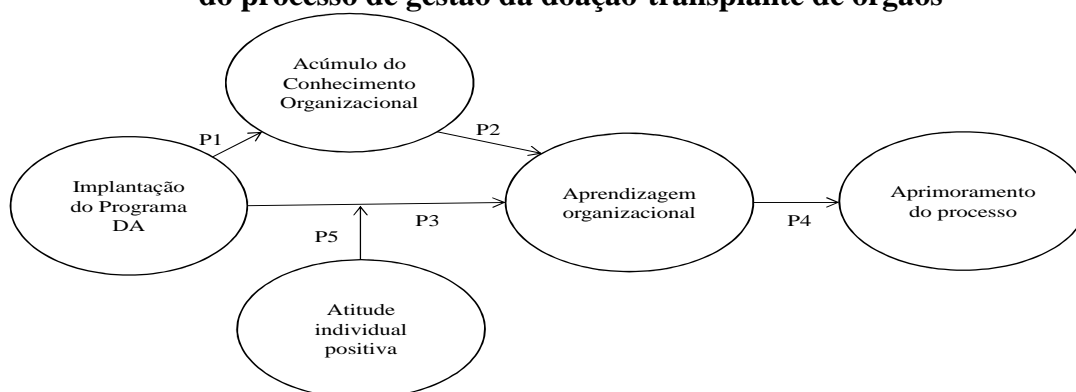 do processo de gestão da doação-transplante de órgãos
Acúmulo do
Conhecimento
Organizacional
P1
P2
Implantação
do Programa
DA
Aprendizagem
organizacional
Aprimoramento
do processo
P3
P4
P5
Atitude
individual
positiva